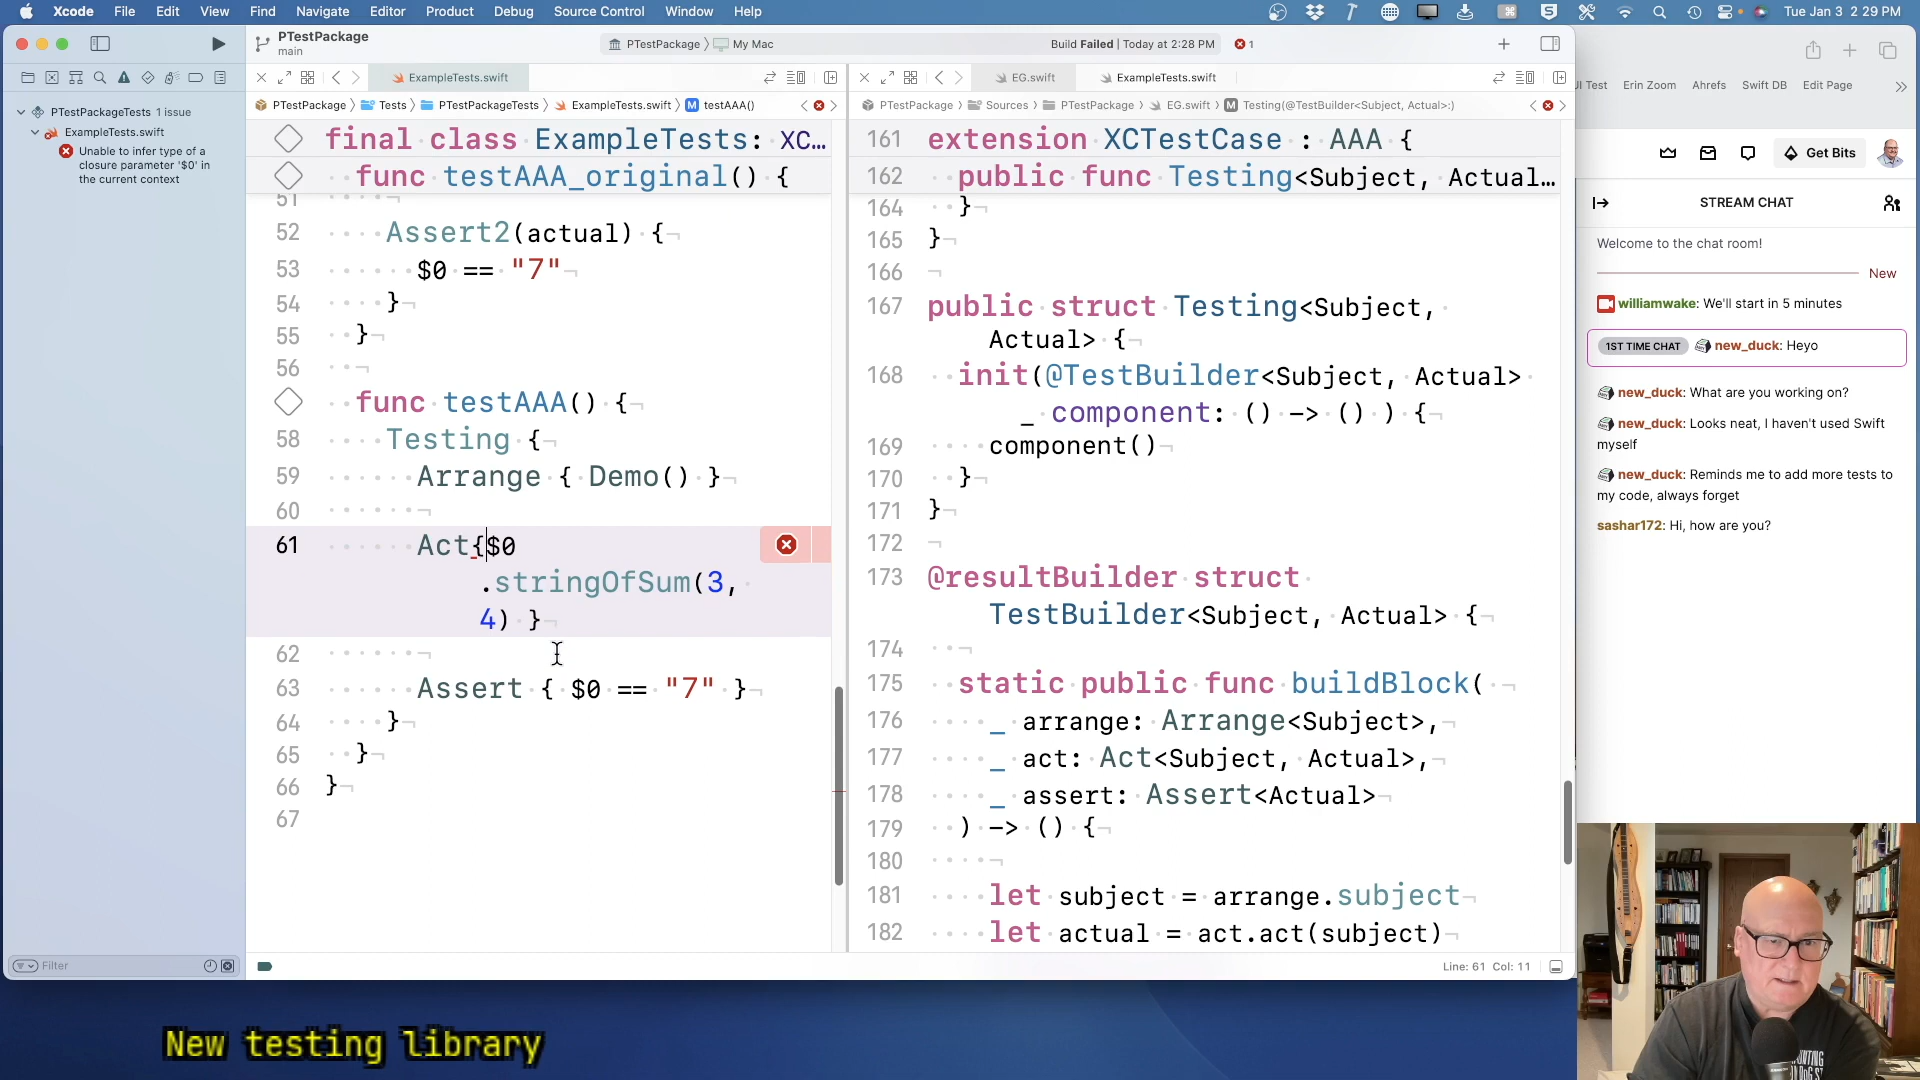 Xcode File Edit View Find Navigate Editor Product Debug Source Control Window Help
Tue Jan 3 2:29 PM
PTestPackage
main
PTestPackage My Mac
Build Failed | Today at 2:28 PM 1
ExampleTests.swift
EG.swift ExampleTests.swift
UI Test Erin Zoom Ahrefs Swift DB Edit Page
PTestPackage Tests PTestPackageTests ExampleTests.swift testAAA()
PTestPackage Sources PTestPackage EG.swift Testing(@TestBuilder<Subject, Actual>:)
PTestPackageTests 1 issue
ExampleTests.swift
Unable to infer type of a
closure parameter '$0' in
the current context
Filter
final class ExampleTests: XC…
func testAAA_original() {
51
52 Assert2(actual) {
53 $0 == "7"
54 }
55 }
56
func testAAA() {
58 Testing {
59 Arrange { Demo() }
60
61 Act{$0
.stringOfSum(3,
4) }
62
63 Assert { $0 == "7" }
64 }
65 }
66 }
67
161 extension XCTestCase : AAA {
162 public func Testing<Subject, Actual…
164 }
165 }
166
167 public struct Testing<Subject,
Actual> {
168 init(@TestBuilder<Subject, Actual>
_ component: () -> () ) {
169 component()
170 }
171 }
172
173 @resultBuilder struct
TestBuilder<Subject, Actual> {
174
175 static public func buildBlock(
176 _ arrange: Arrange<Subject>,
177 _ act: Act<Subject, Actual>,
178 _ assert: Assert<Actual>
179 ) -> () {
180
181 let subject = arrange.subject
182 let actual = act.act(subject)
Line: 61 Col: 11
Get Bits
STREAM CHAT
Welcome to the chat room!
New
williamwake: We'll start in 5 minutes
1ST TIME CHAT new_duck: Heyo
new_duck: What are you working on?
new_duck: Looks neat, I haven't used Swift
myself
new_duck: Reminds me to add more tests to
my code, always forget
sashar172: Hi, how are you?
New testing library